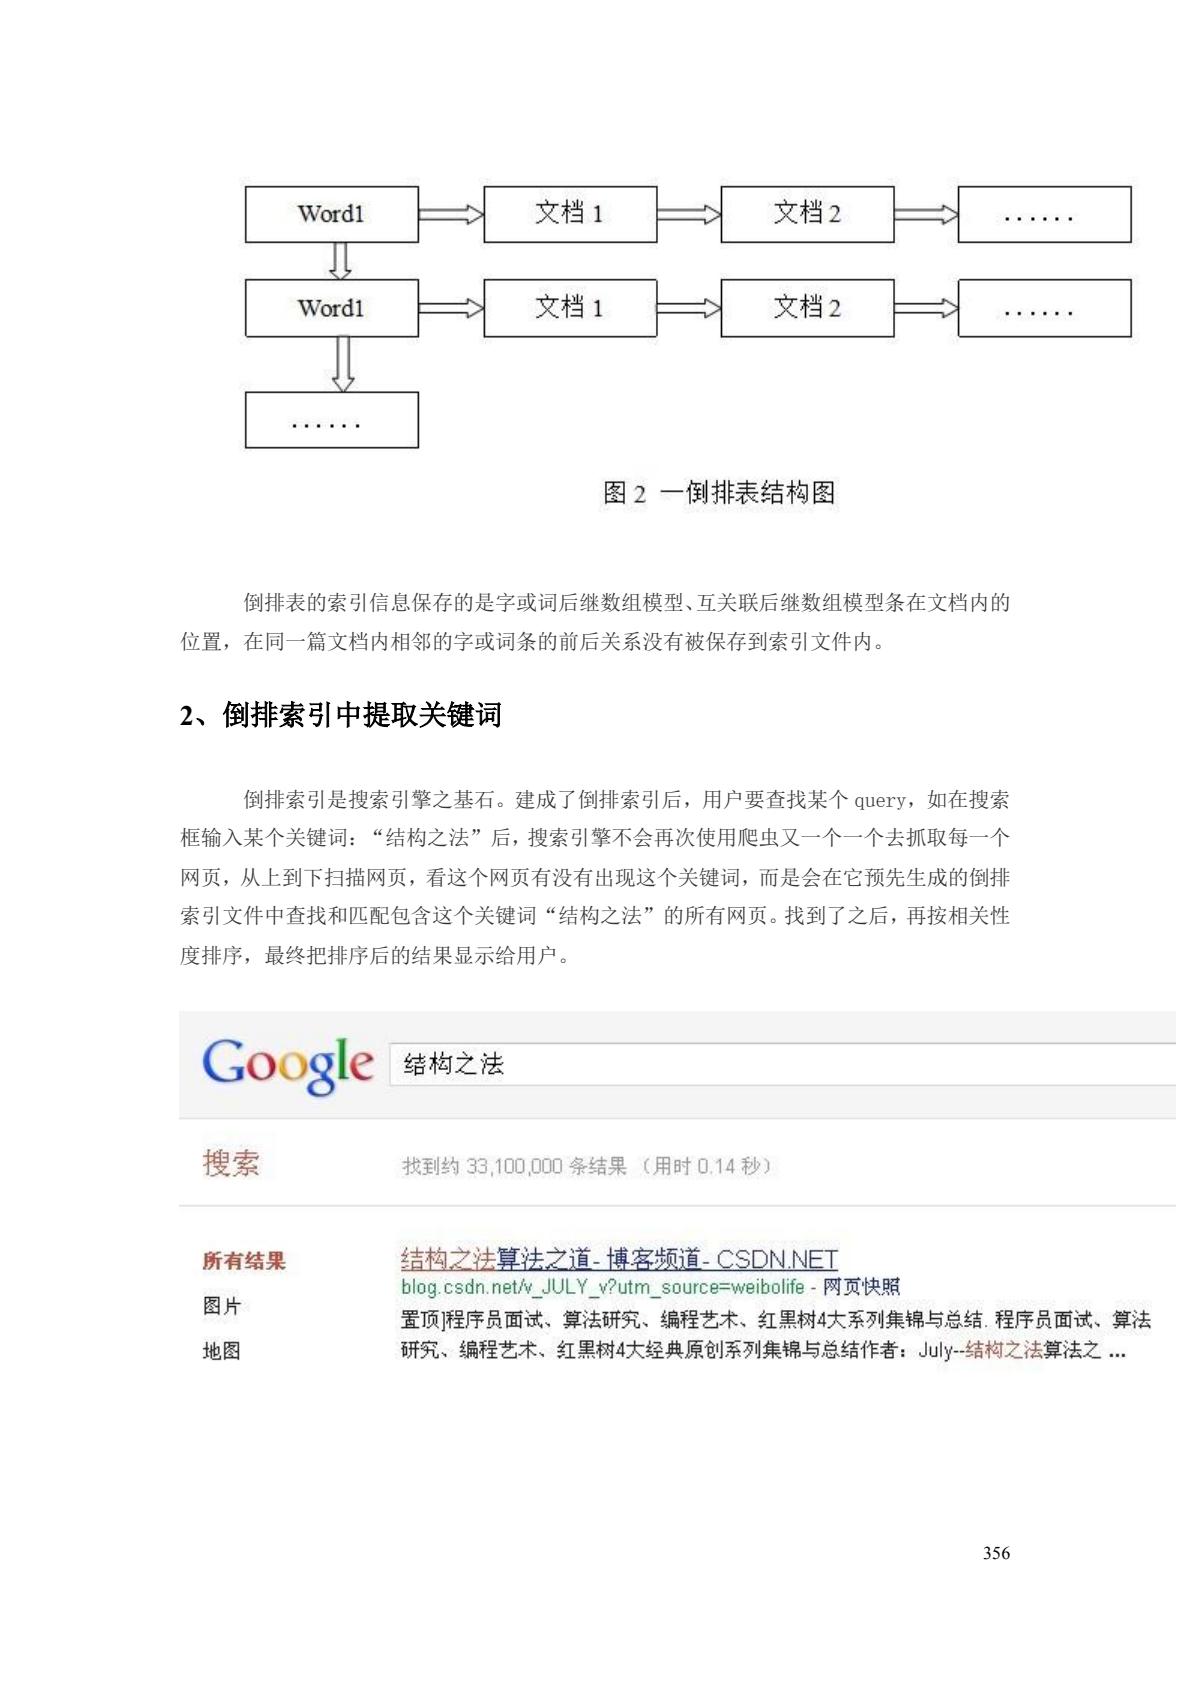 Word1 文档 1 文档 2 ......
Word1 文档 1 文档 2 ......
......
图 2 一倒排表结构图
倒排表的索引信息保存的是字或词后继数组模型、互关联后继数组模型条在文档内的
位置，在同一篇文档内相邻的字或词条的前后关系没有被保存到索引文件内。
2、倒排索引中提取关键词
倒排索引是搜索引擎之基石。建成了倒排索引后，用户要查找某个 query，如在搜索
框输入某个关键词：“结构之法”后，搜索引擎不会再次使用爬虫又一个一个去抓取每一个
网页，从上到下扫描网页，看这个网页有没有出现这个关键词，而是会在它预先生成的倒排
索引文件中查找和匹配包含这个关键词“结构之法”的所有网页。找到了之后，再按相关性
度排序，最终把排序后的结果显示给用户。
Google 结构之法
搜索 找到约 33,100,000 条结果 （用时 0.14 秒）
所有结果
图片
地图
结构之法算法之道- 博客频道- CSDN.NET
blog.csdn.net/v_JULY_v?utm_source=weibolife - 网页快照
置顶]程序员面试、算法研究、编程艺术、红黑树4大系列集锦与总结. 程序员面试、算法
研究、编程艺术、红黑树4大经典原创系列集锦与总结作者：July--结构之法算法之 ...
356